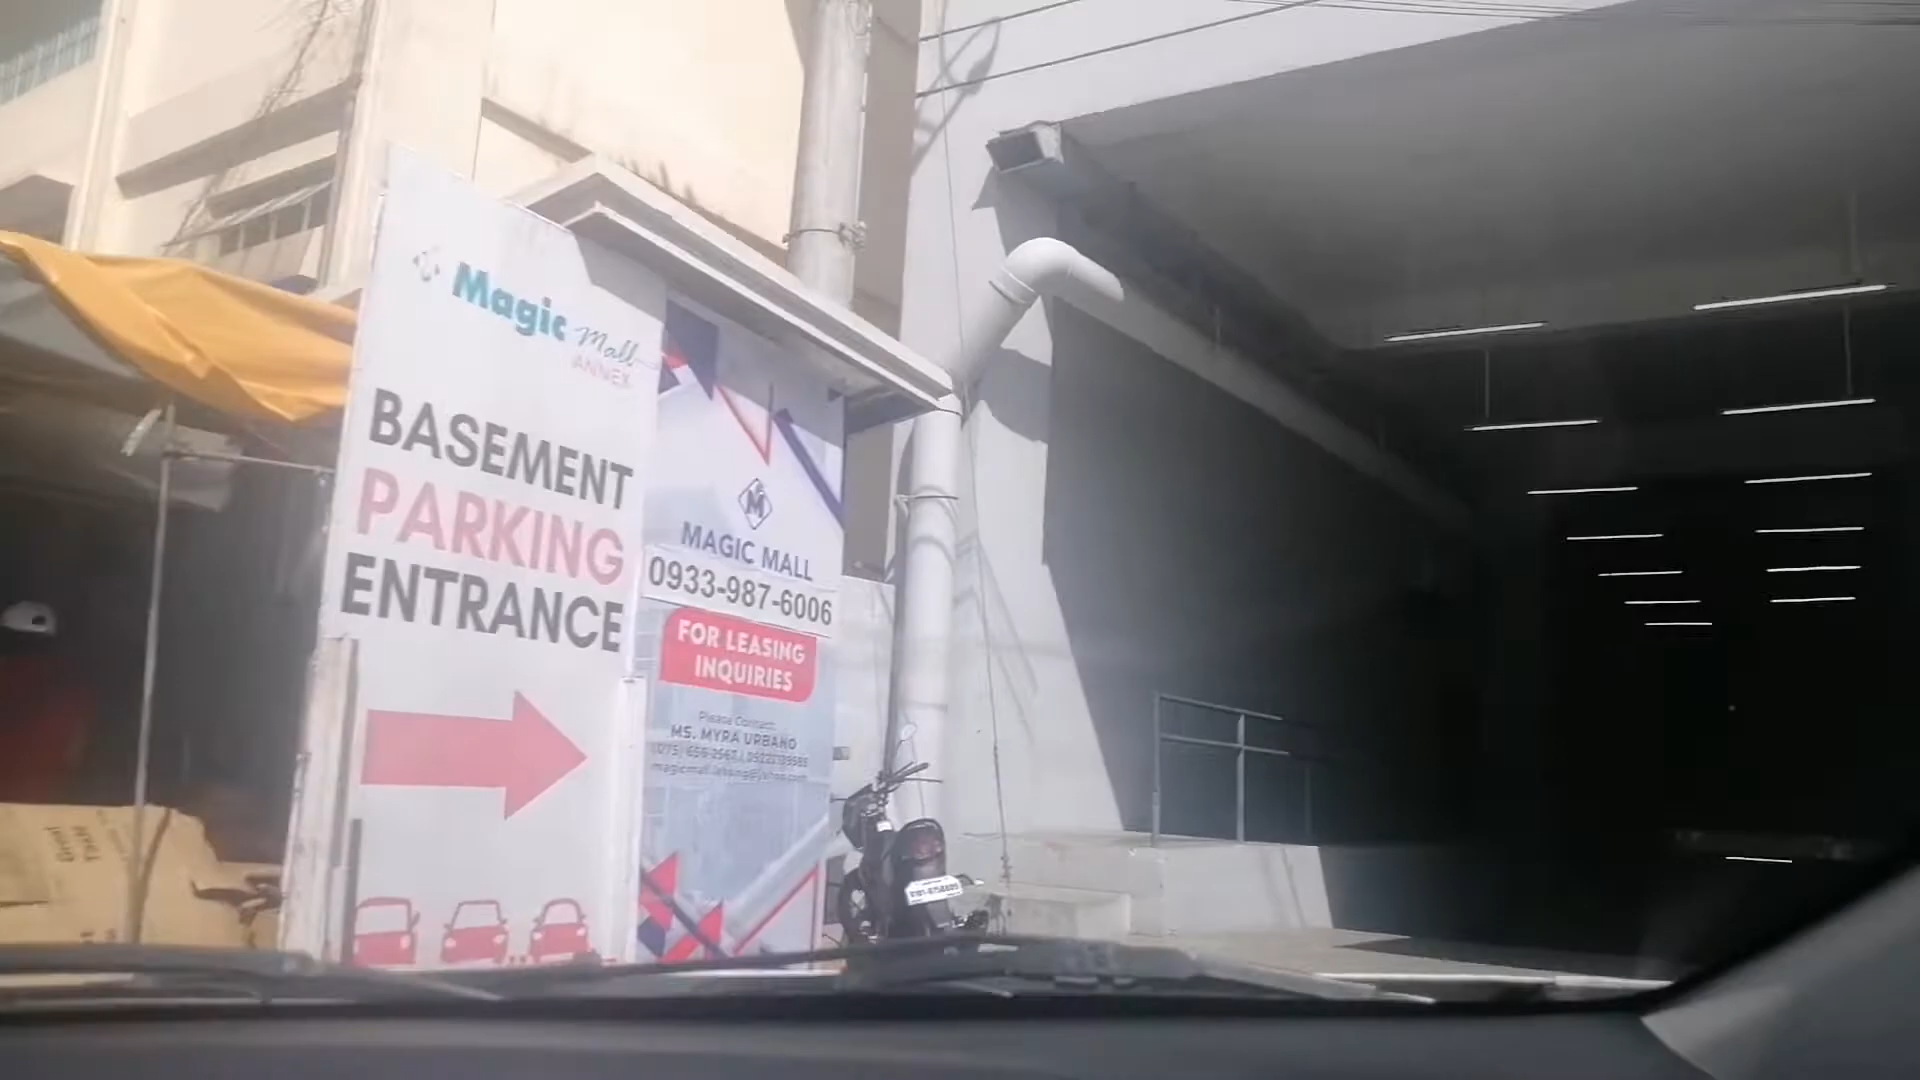 Magic Mall
ANNEX
BASEMENT
PARKING
ENTRANCE
M
MAGIC MALL
0933-987-6006
FOR LEASING
INQUIRIES
Please Contact:
MS. MYRA URBANO